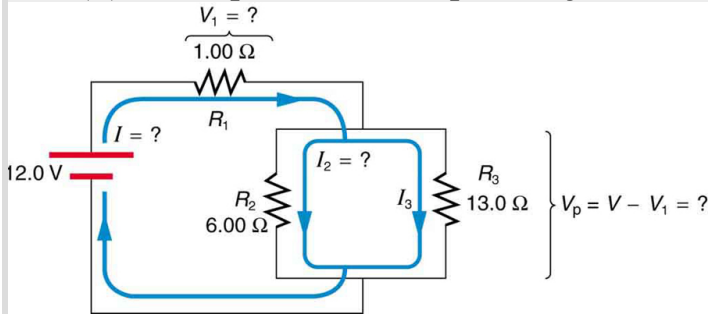 V₁ = ?
1.00 Ω
R₁
I = ?
12.0 V
I₂ = ?
R₂
6.00 Ω
I₃
R₃
13.0 Ω
Vₚ = V – V₁ = ?